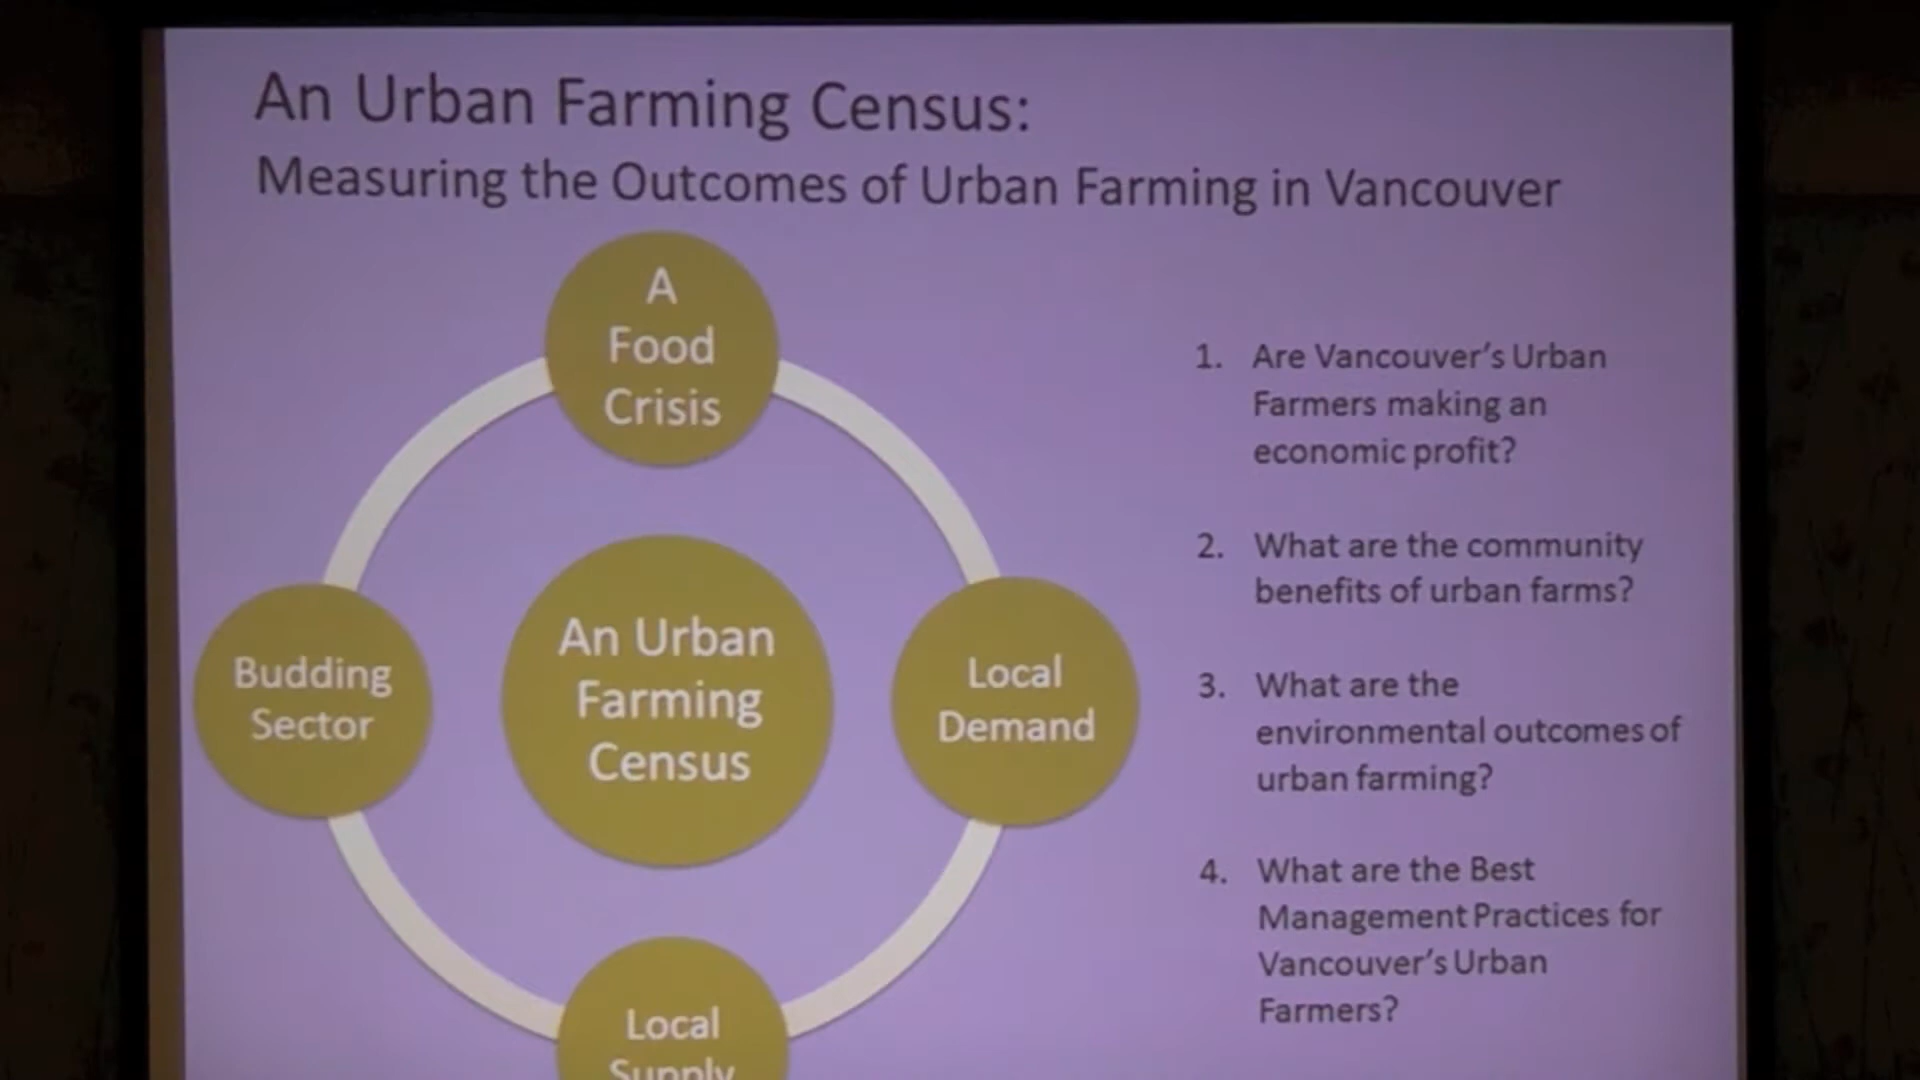 An Urban Farming Census:
Measuring the Outcomes of Urban Farming in Vancouver
A
Food
Crisis
Budding
Sector
An Urban
Farming
Census
Local
Demand
Local
Supply
1. Are Vancouver's Urban
Farmers making an
economic profit?
2. What are the community
benefits of urban farms?
3. What are the
environmental outcomes of
urban farming?
4. What are the Best
Management Practices for
Vancouver's Urban
Farmers?